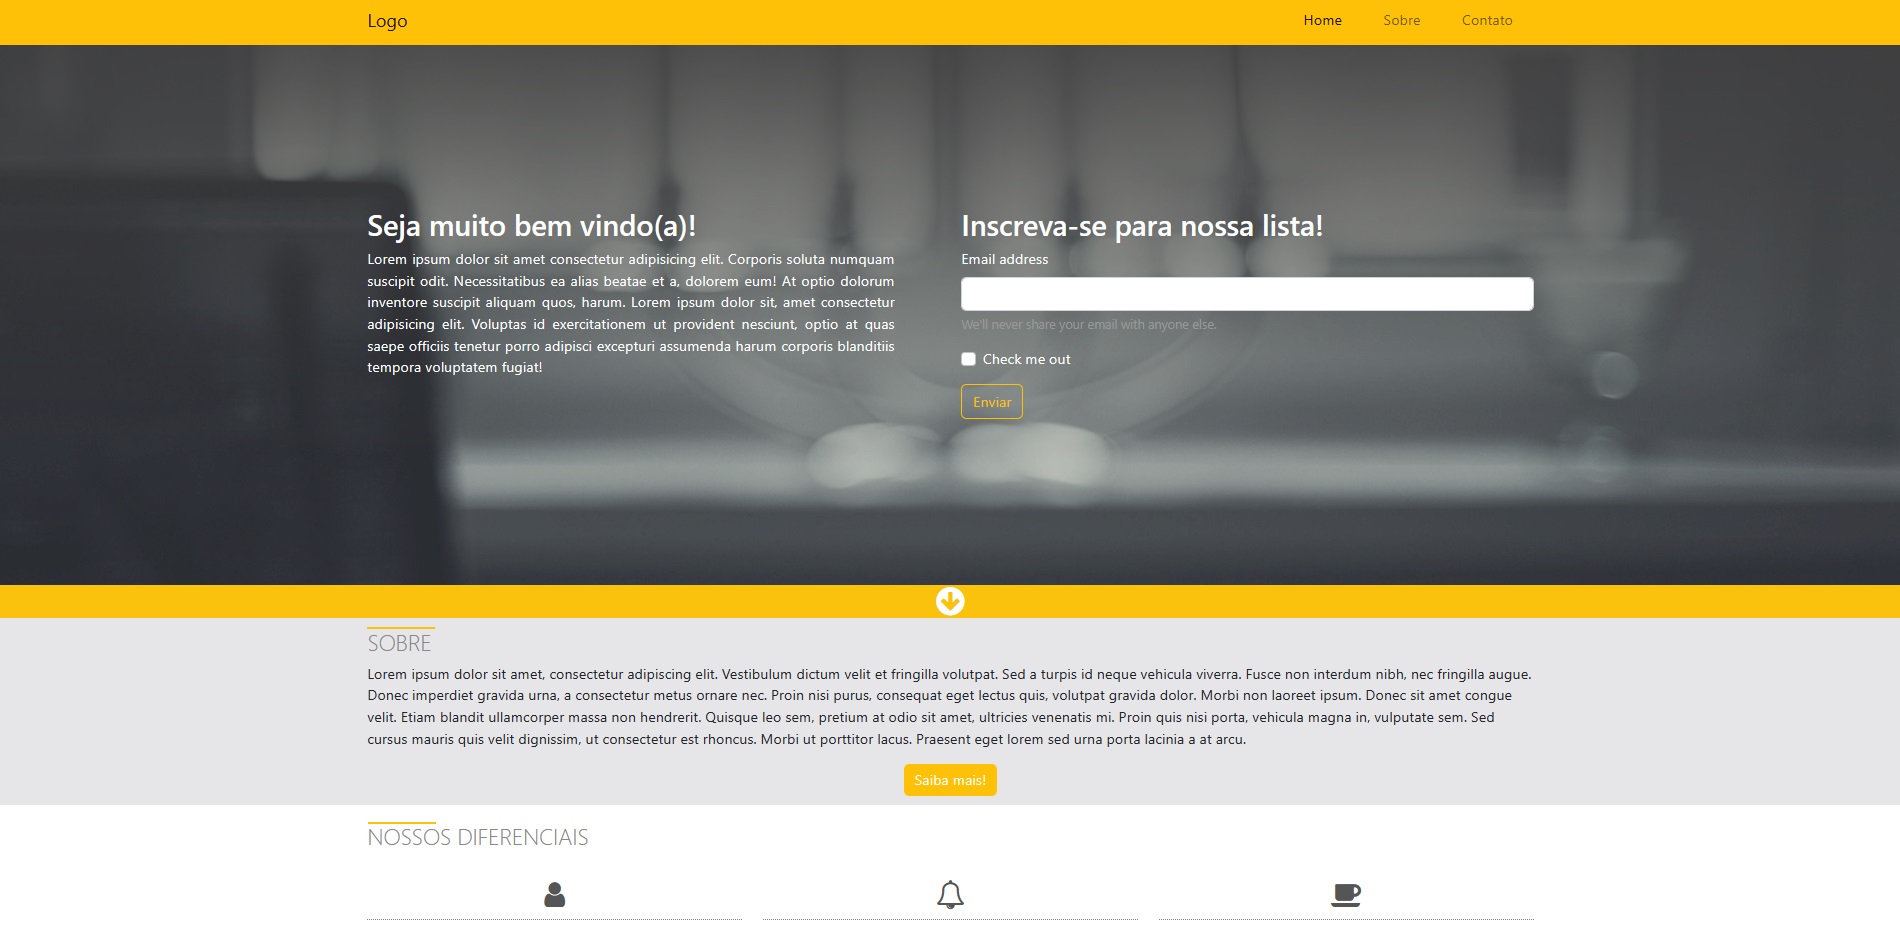 Logo
Home
Sobre
Contato
Seja muito bem vindo(a)!
Lorem ipsum dolor sit amet consectetur adipisicing elit. Corporis soluta numquam
suscipit odit. Necessitatibus ea alias beatae et a, dolorem eum! At optio dolorum
inventore suscipit aliquam quos, harum. Lorem ipsum dolor sit, amet consectetur
adipisicing elit. Voluptas id exercitationem ut provident nesciunt, optio at quas
saepe officiis tenetur porro adipisci excepturi assumenda harum corporis blanditiis
tempora voluptatem fugiat!
Inscreva-se para nossa lista!
Email address
We'll never share your email with anyone else.
Check me out
Enviar
SOBRE
Lorem ipsum dolor sit amet, consectetur adipiscing elit. Vestibulum dictum velit et fringilla volutpat. Sed a turpis id neque vehicula viverra. Fusce non interdum nibh, nec fringilla augue.
Donec imperdiet gravida urna, a consectetur metus ornare nec. Proin nisi purus, consequat eget lectus quis, volutpat gravida dolor. Morbi non laoreet ipsum. Donec sit amet congue
velit. Etiam blandit ullamcorper massa non hendrerit. Quisque leo sem, pretium at odio sit amet, ultricies venenatis mi. Proin quis nisi porta, vehicula magna in, vulputate sem. Sed
cursus mauris quis velit dignissim, ut consectetur est rhoncus. Morbi ut porttitor lacus. Praesent eget lorem sed urna porta lacinia a at arcu.
Saiba mais!
NOSSOS DIFERENCIAIS